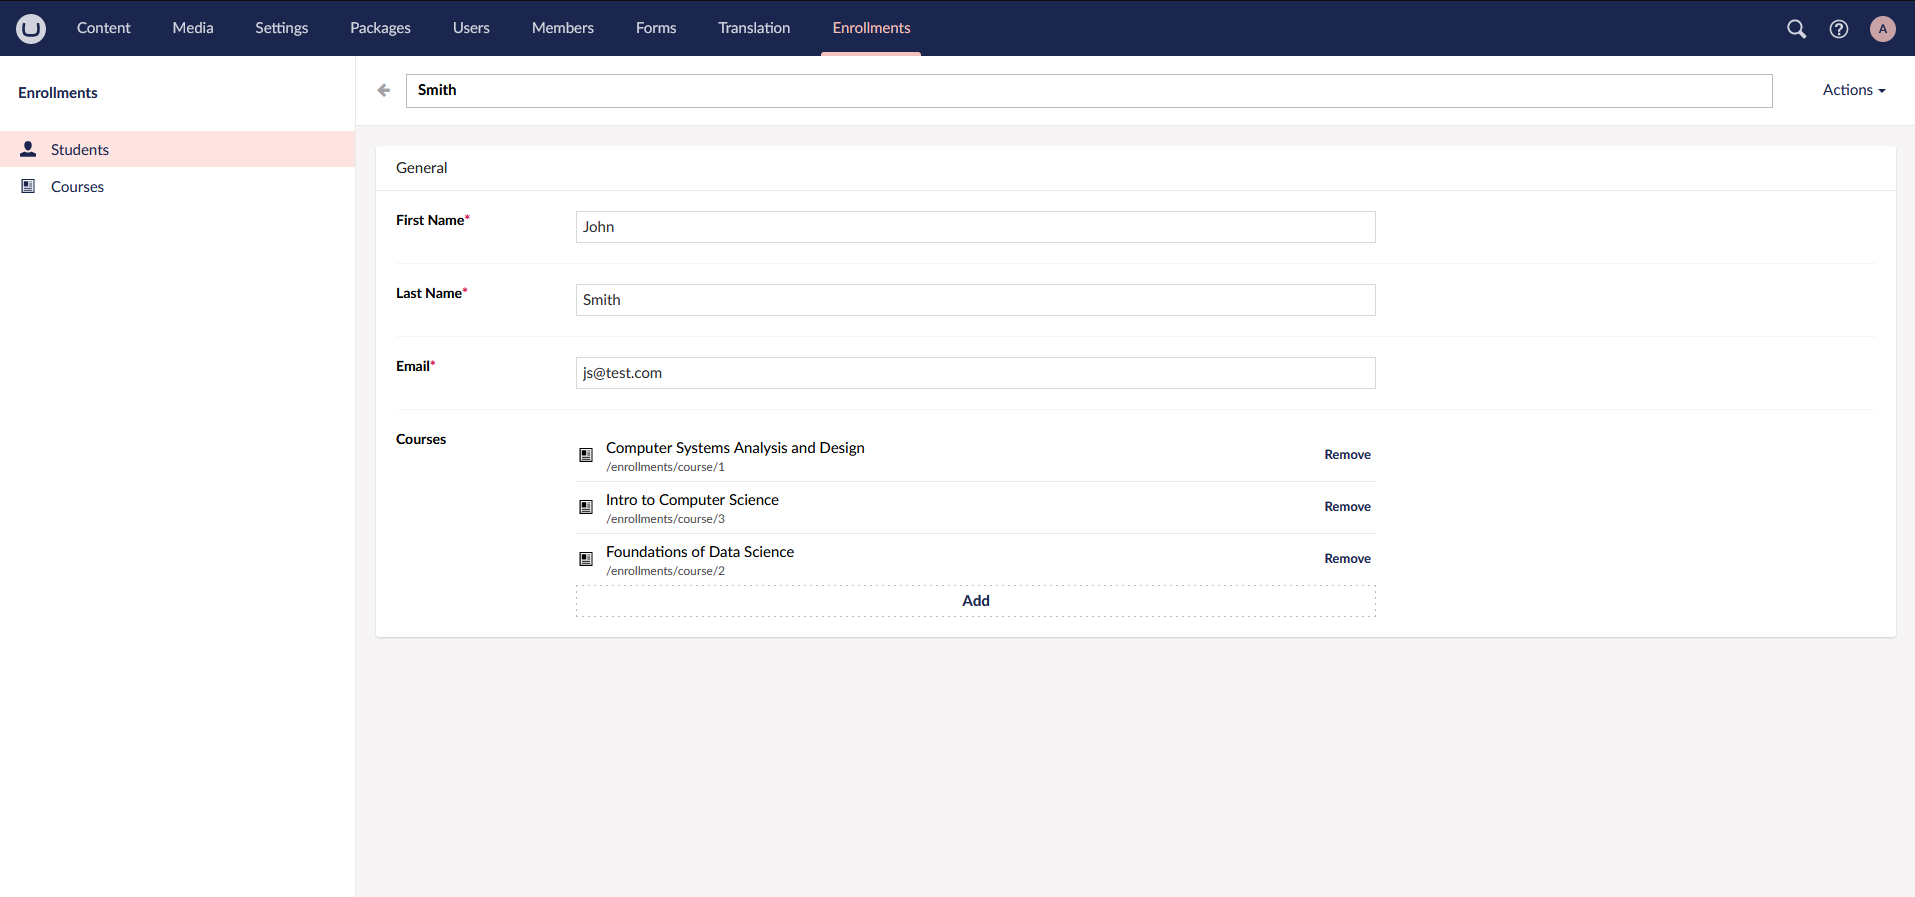 Content Media Settings Packages Users Members Forms Translation Enrollments A
Enrollments
Students
Courses
Smith
Actions
General
First Name*
John
Last Name*
Smith
Email*
js@test.com
Courses
Computer Systems Analysis and Design
/enrollments/course/1
Remove
Intro to Computer Science
/enrollments/course/3
Remove
Foundations of Data Science
/enrollments/course/2
Remove
Add